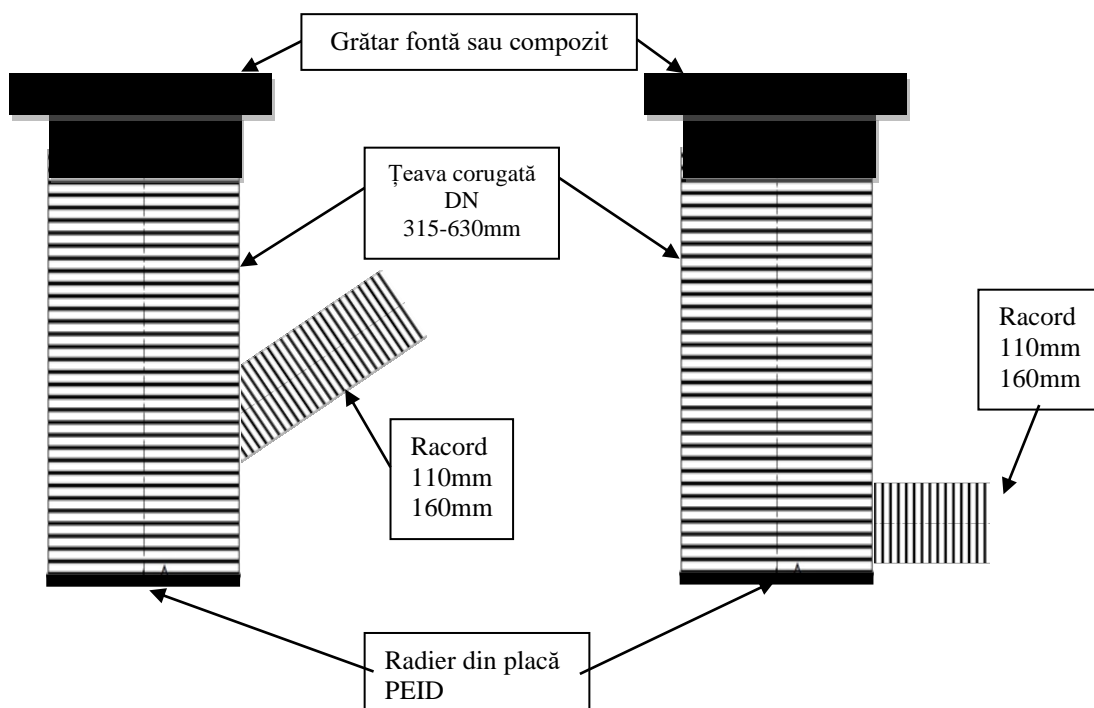 Grătar fontă sau compozit
Țeava corugată
DN
315-630mm
Racord
110mm
160mm
Racord
110mm
160mm
Radier din placă
PEID